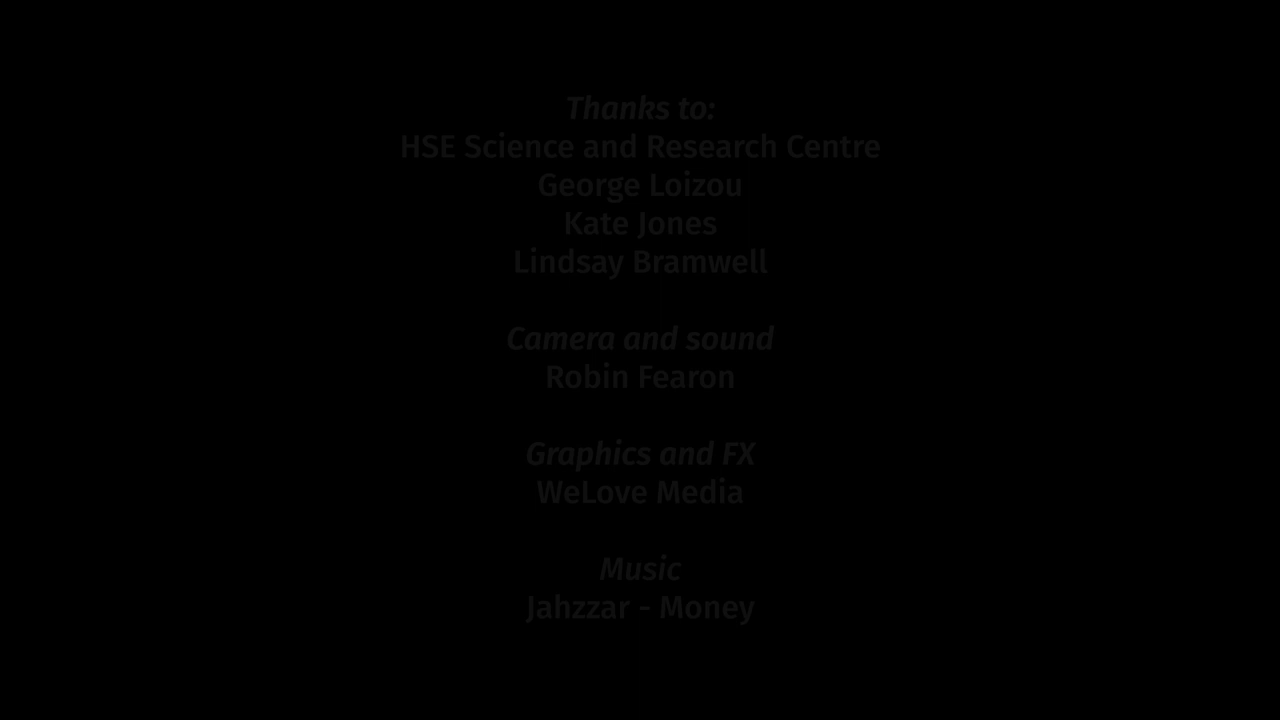 Thanks to:
HSE Science and Research Centre
George Loizou
Kate Jones
Lindsay Bramwell
Camera and sound
Robin Fearon
Graphics and FX
WeLove Media
Music
Jahzzar - Money